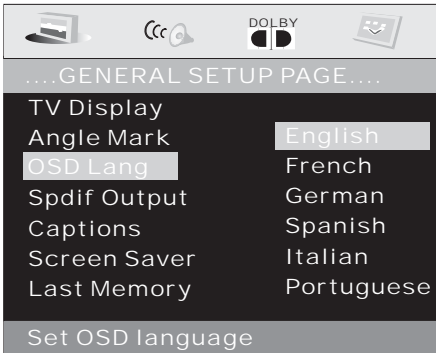 DOLBY
....GENERAL SETUP PAGE....
TV Display
Angle Mark
OSD Lang
Spdif Output
Captions
Screen Saver
Last Memory
English
French
German
Spanish
Italian
Portuguese
Set OSD language